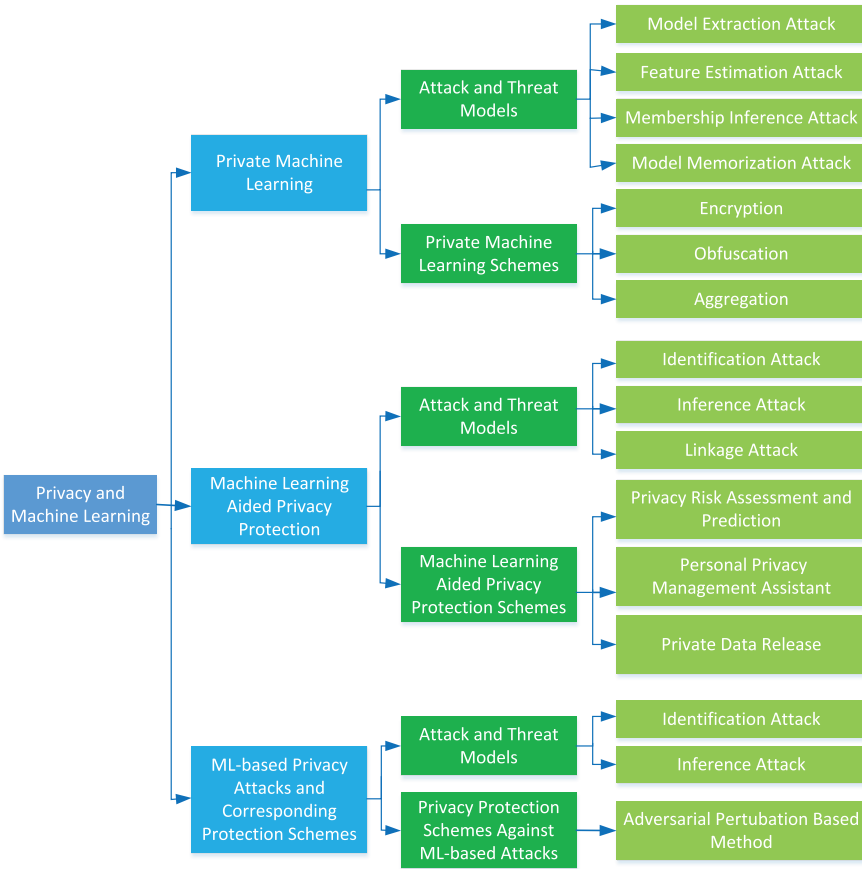 Privacy and
Machine Learning
Private Machine
Learning
Attack and Threat
Models
Model Extraction Attack
Feature Estimation Attack
Membership Inference Attack
Model Memorization Attack
Private Machine
Learning Schemes
Encryption
Obfuscation
Aggregation
Machine Learning
Aided Privacy
Protection
Attack and Threat
Models
Identification Attack
Inference Attack
Linkage Attack
Machine Learning
Aided Privacy
Protection Schemes
Privacy Risk Assessment and
Prediction
Personal Privacy
Management Assistant
Private Data Release
ML-based Privacy
Attacks and
Corresponding
Protection Schemes
Attack and Threat
Models
Identification Attack
Inference Attack
Privacy Protection
Schemes Against
ML-based Attacks
Adversarial Pertubation Based
Method